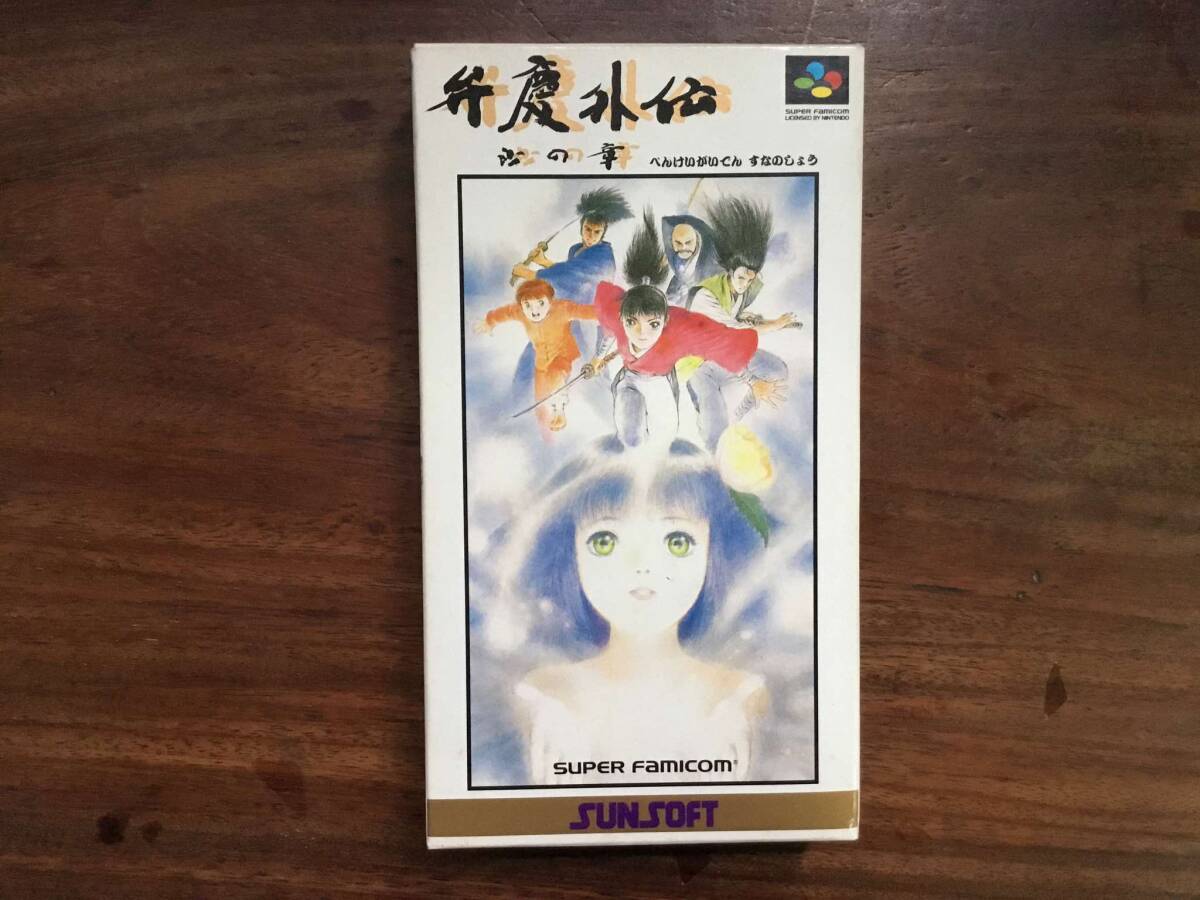 弁慶外伝
沙の章 べんけいがいでん すなのしょう
SUPER FAMICOM
LICENSED BY NINTENDO
SUPER FAMICOM®
SUNSOFT